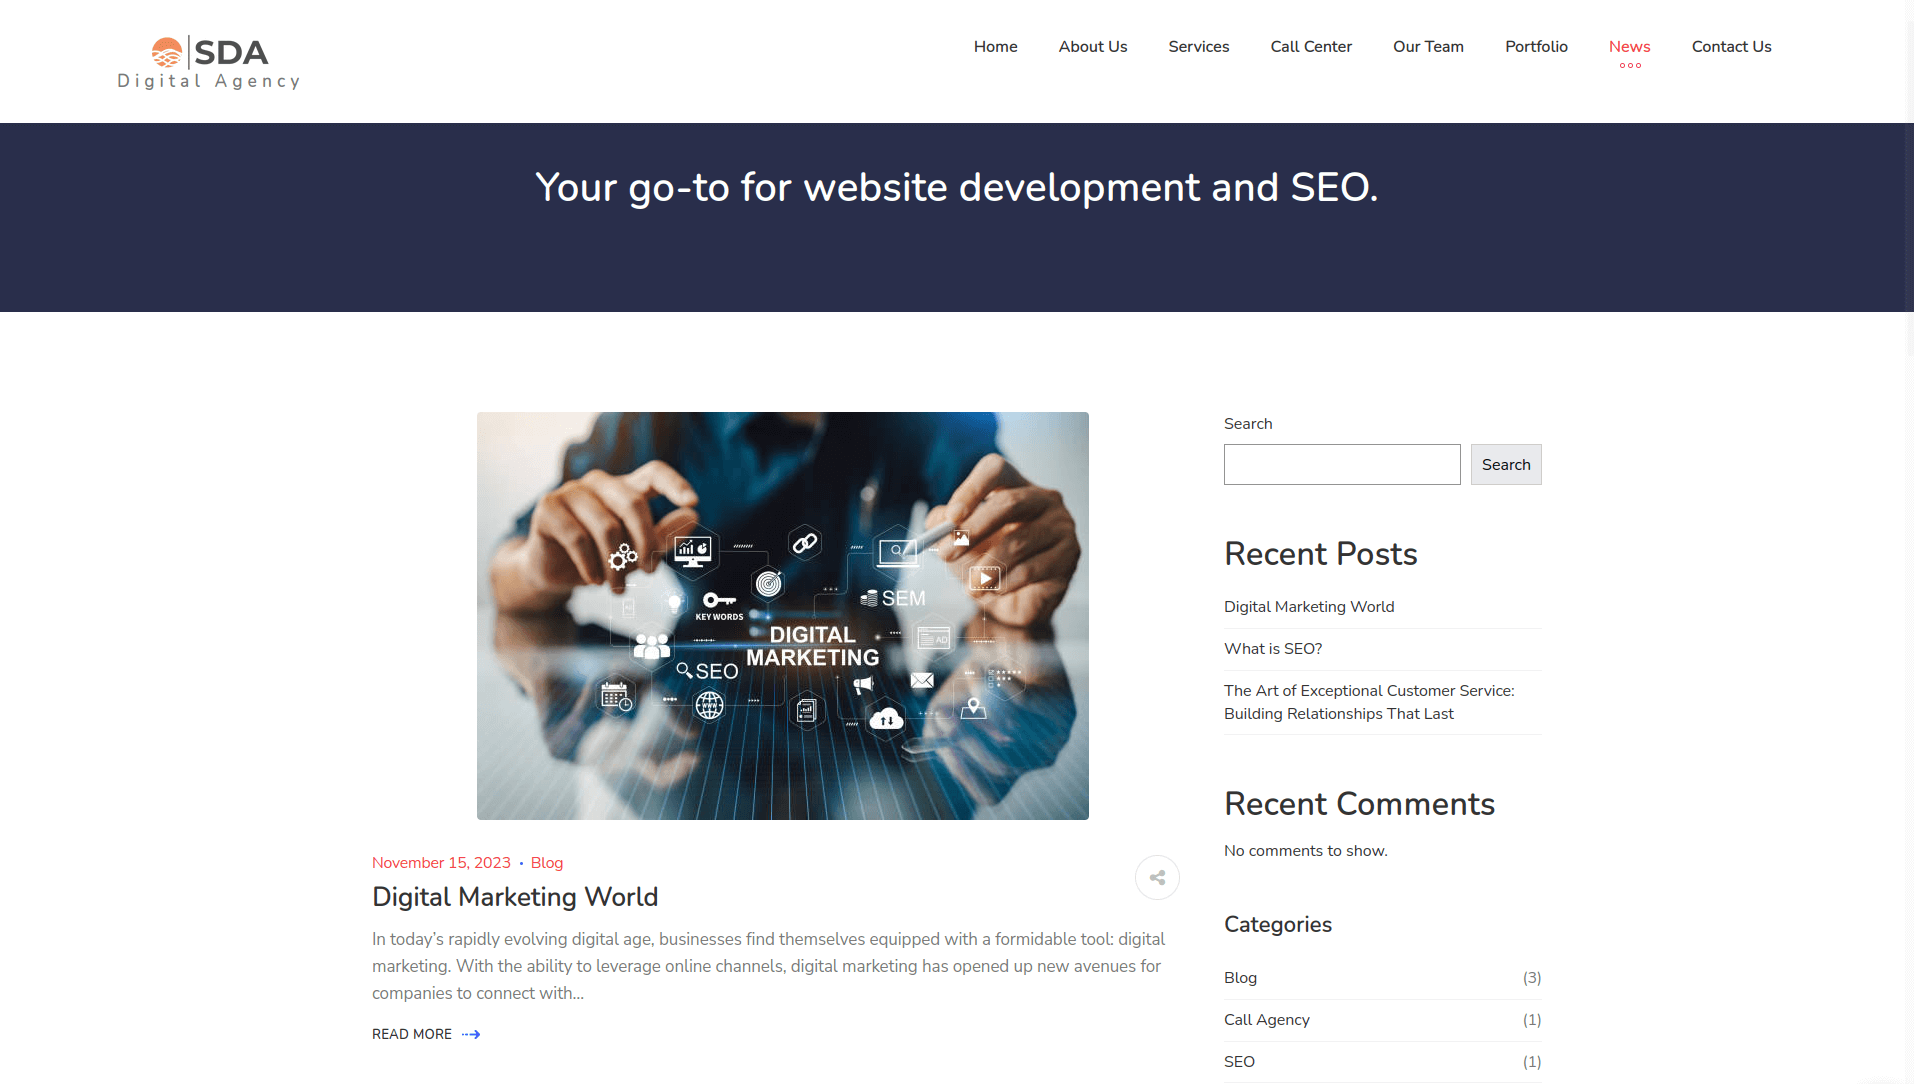 SDA
Digital Agency
Home
About Us
Services
Call Center
Our Team
Portfolio
News
Contact Us
Your go-to for website development and SEO.
KEY WORDS
SEM
DIGITAL
MARKETING
AD
SEO
WWW
November 15, 2023 • Blog
Digital Marketing World
In today’s rapidly evolving digital age, businesses find themselves equipped with a formidable tool: digital
marketing. With the ability to leverage online channels, digital marketing has opened up new avenues for
companies to connect with…
READ MORE
Search
Search
Recent Posts
Digital Marketing World
What is SEO?
The Art of Exceptional Customer Service:
Building Relationships That Last
Recent Comments
No comments to show.
Categories
Blog (3)
Call Agency (1)
SEO (1)